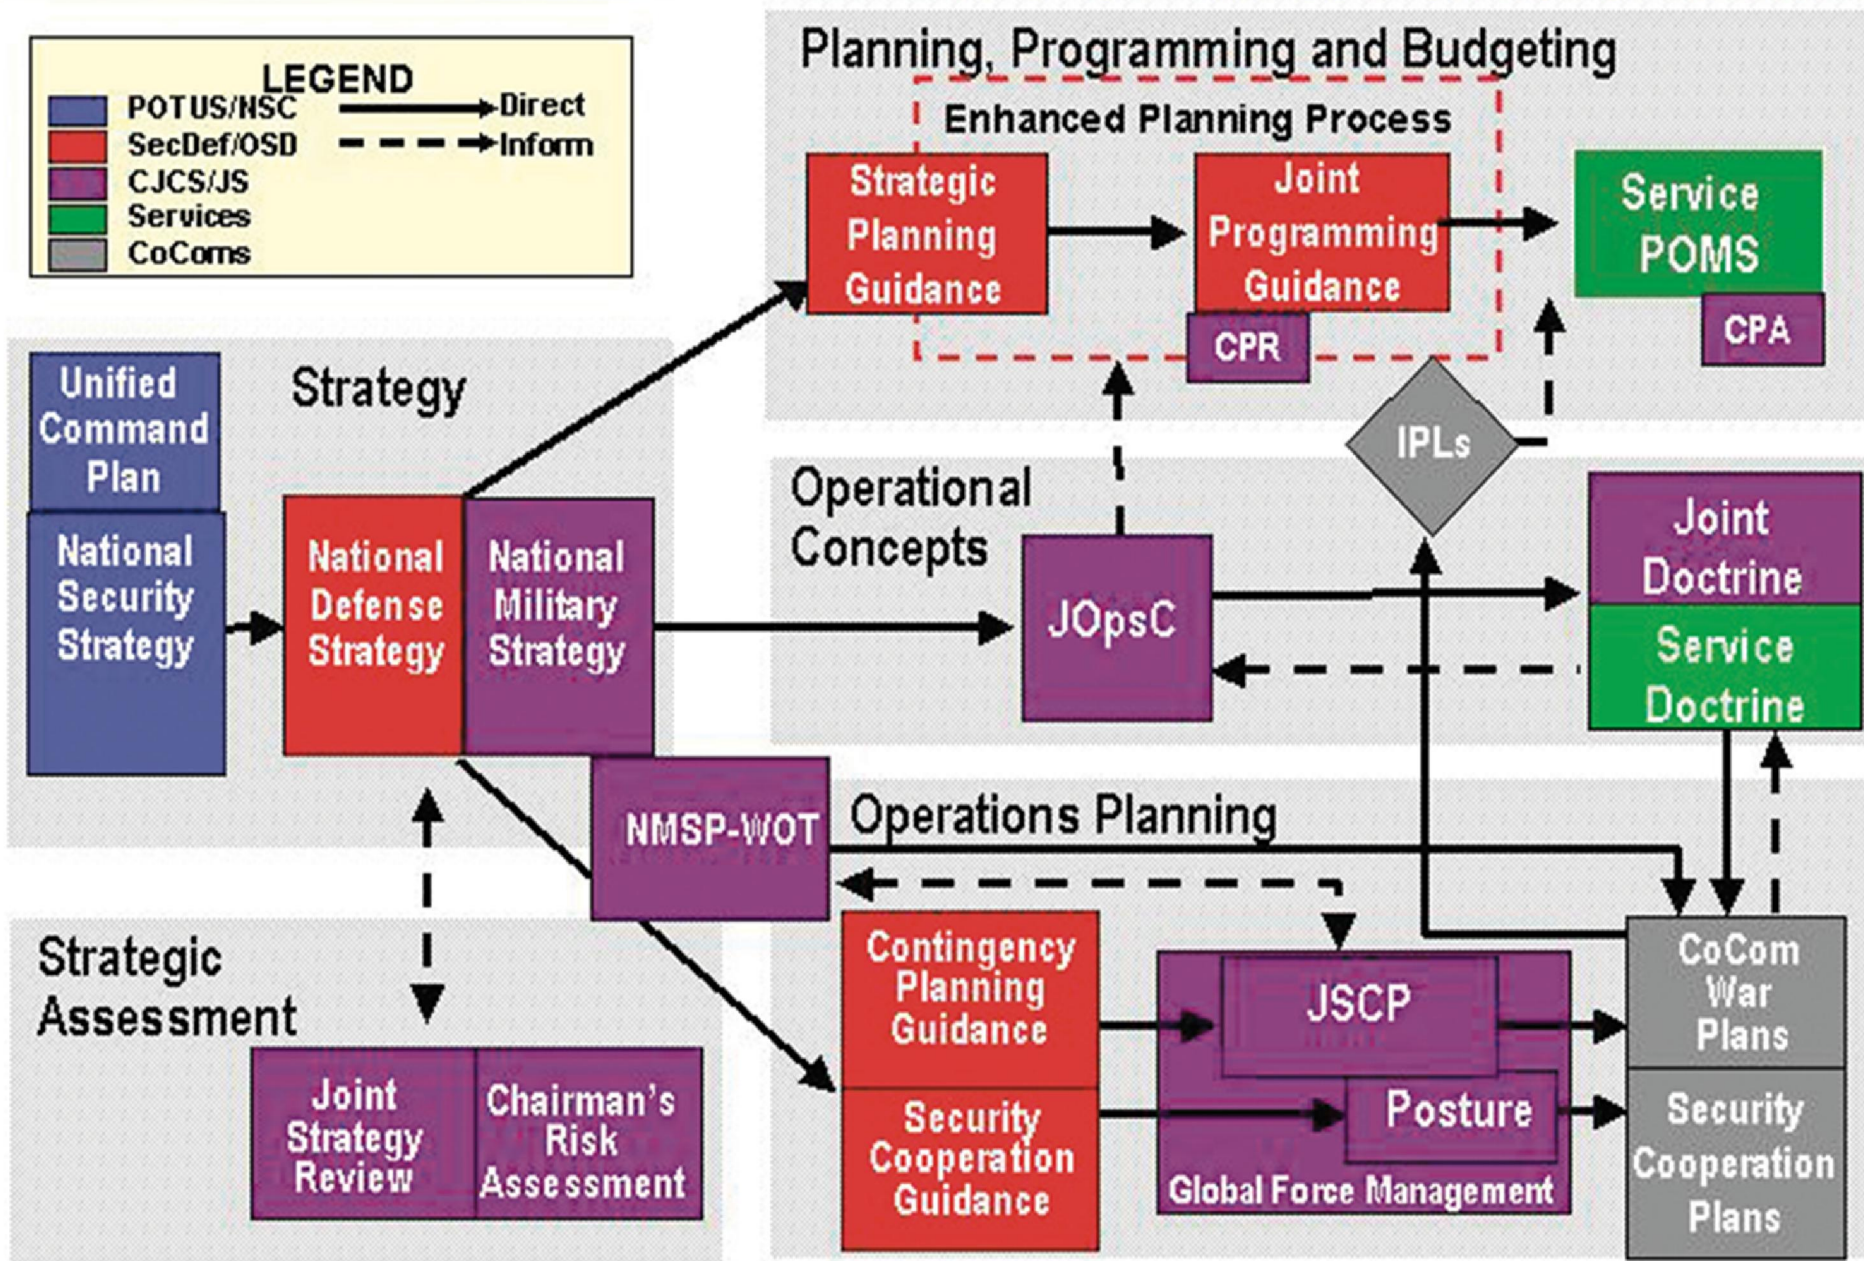 LEGEND
POTUS/NSC
Direct
SecDef/OSD
Inform
CJCS/JS
Services
CoComs
Planning, Programming and Budgeting
Enhanced Planning Process
Strategic
Planning
Guidance
Joint
Programming
Guidance
CPR
Service
POMS
CPA
Strategy
Unified
Command
Plan
National
Security
Strategy
National
Defense
Strategy
National
Military
Strategy
NMSP-WOT
Operational
Concepts
JOpsC
IPLs
Joint
Doctrine
Service
Doctrine
Strategic
Assessment
Joint
Strategy
Review
Chairman's
Risk
Assessment
Operations Planning
Contingency
Planning
Guidance
Security
Cooperation
Guidance
JSCP
Posture
Global Force Management
CoCom
War
Plans
Security
Cooperation
Plans